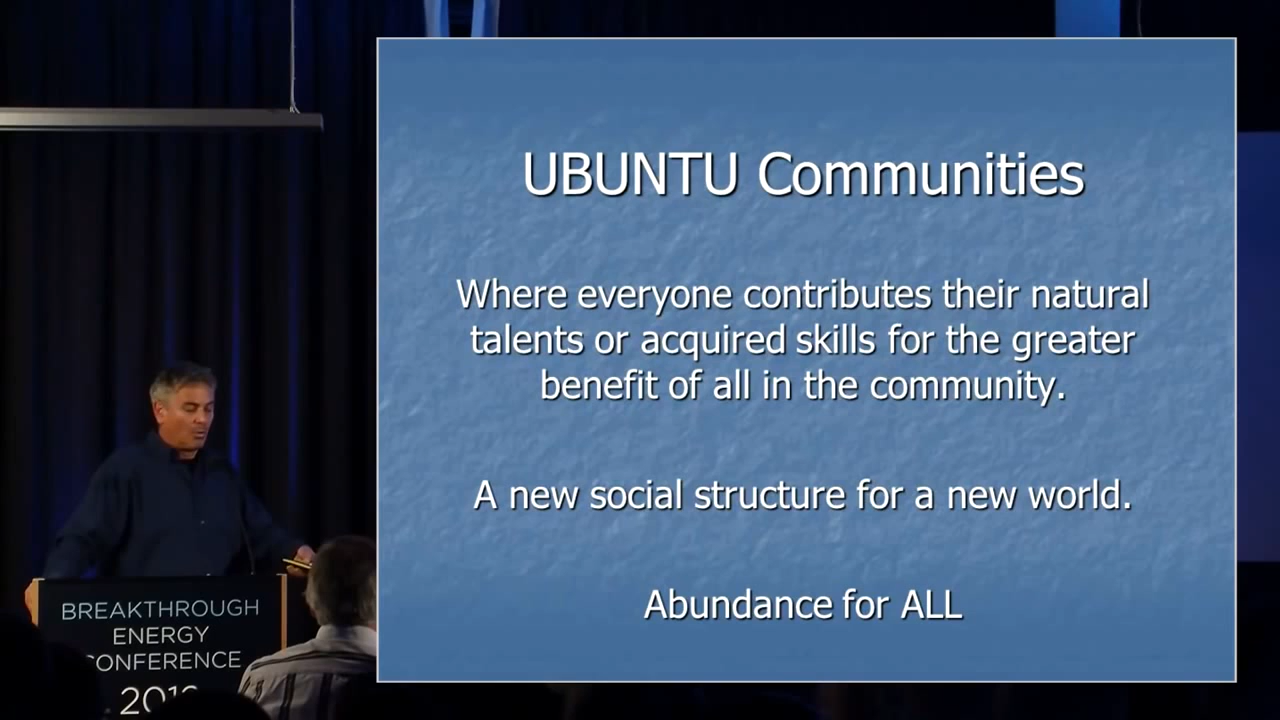 UBUNTU Communities
Where everyone contributes their natural
talents or acquired skills for the greater
benefit of all in the community.
A new social structure for a new world.
Abundance for ALL
BREAKTHROUGH
ENERGY
CONFERENCE